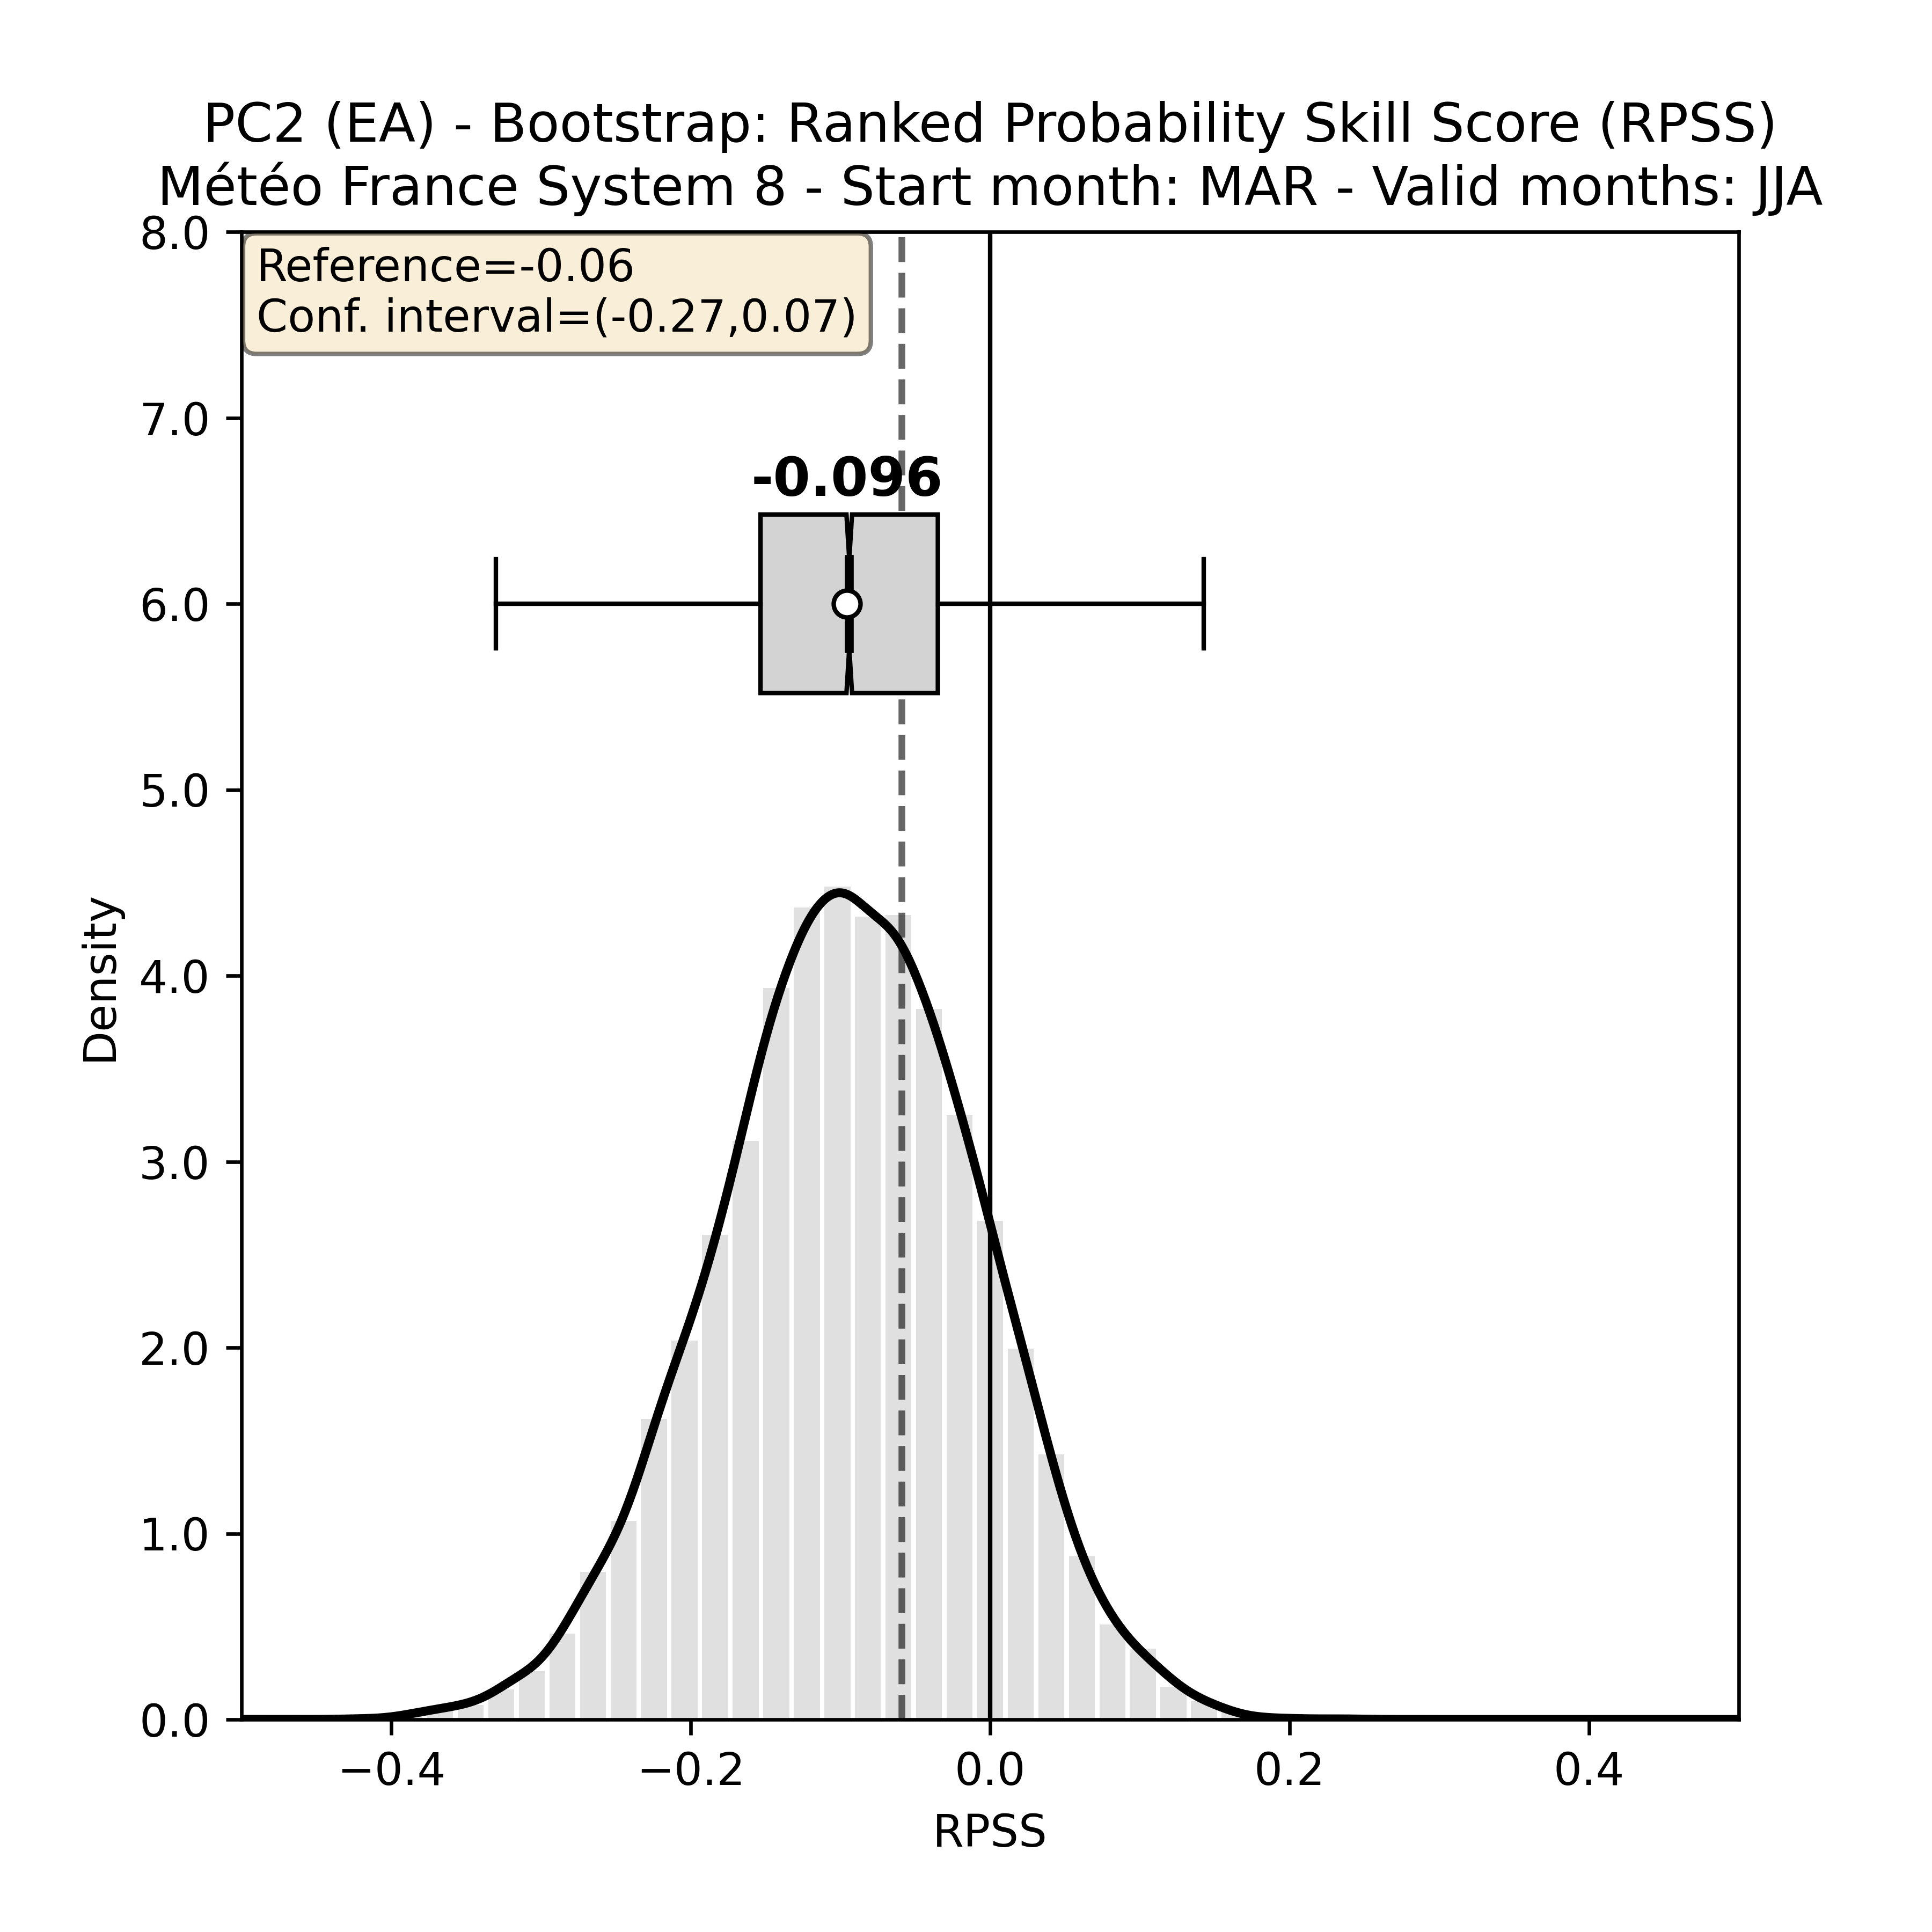 PC2 (EA) - Bootstrap: Ranked Probability Skill Score (RPSS)
Météo France System 8 - Start month: MAR - Valid months: JJA
Reference=-0.06
Conf. interval=(-0.27,0.07)
-0.096
8.0
7.0
6.0
5.0
4.0
3.0
2.0
1.0
0.0
Density
−0.4
−0.2
0.0
0.2
0.4
RPSS